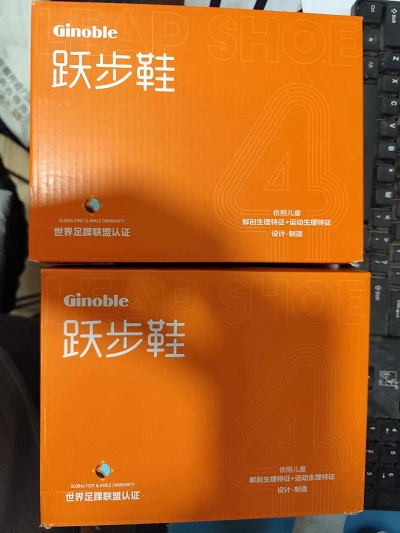 LEAP SHOE
Ginoble
跃步鞋
4
GLOBAL FOOT & ANKLE COMMUNITY
世界足踝联盟认证
依照儿童
解剖生理特征+运动生理特征
设计·制造
LEAP SHOE
Ginoble
跃步鞋
4
GLOBAL FOOT & ANKLE COMMUNITY
世界足踝联盟认证
依照儿童
解剖生理特征+运动生理特征
设计·制造